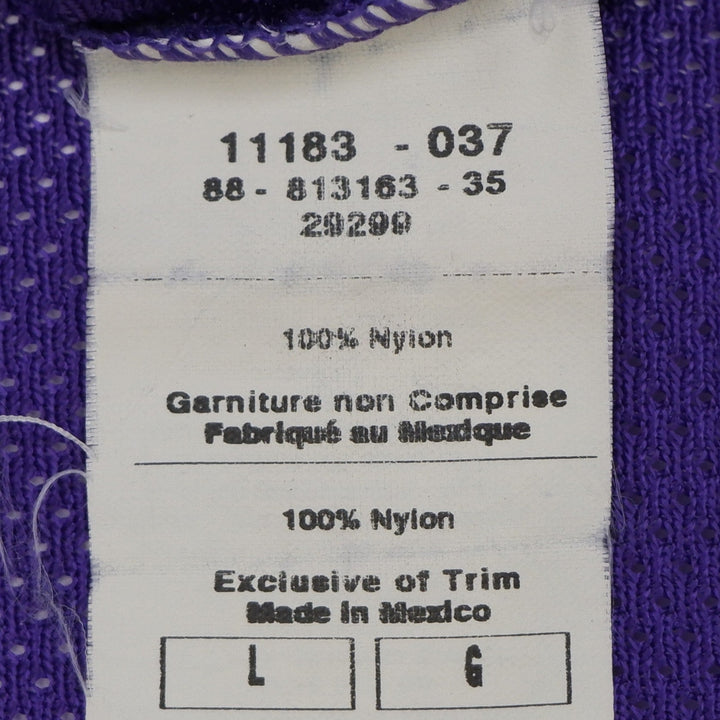 11183 - 037
88- 813163 - 35
29299
100% Nylon
Garniture non Comprise
Fabriqué au Mexique
100% Nylon
Exclusive of Trim
Made in Mexico
L G